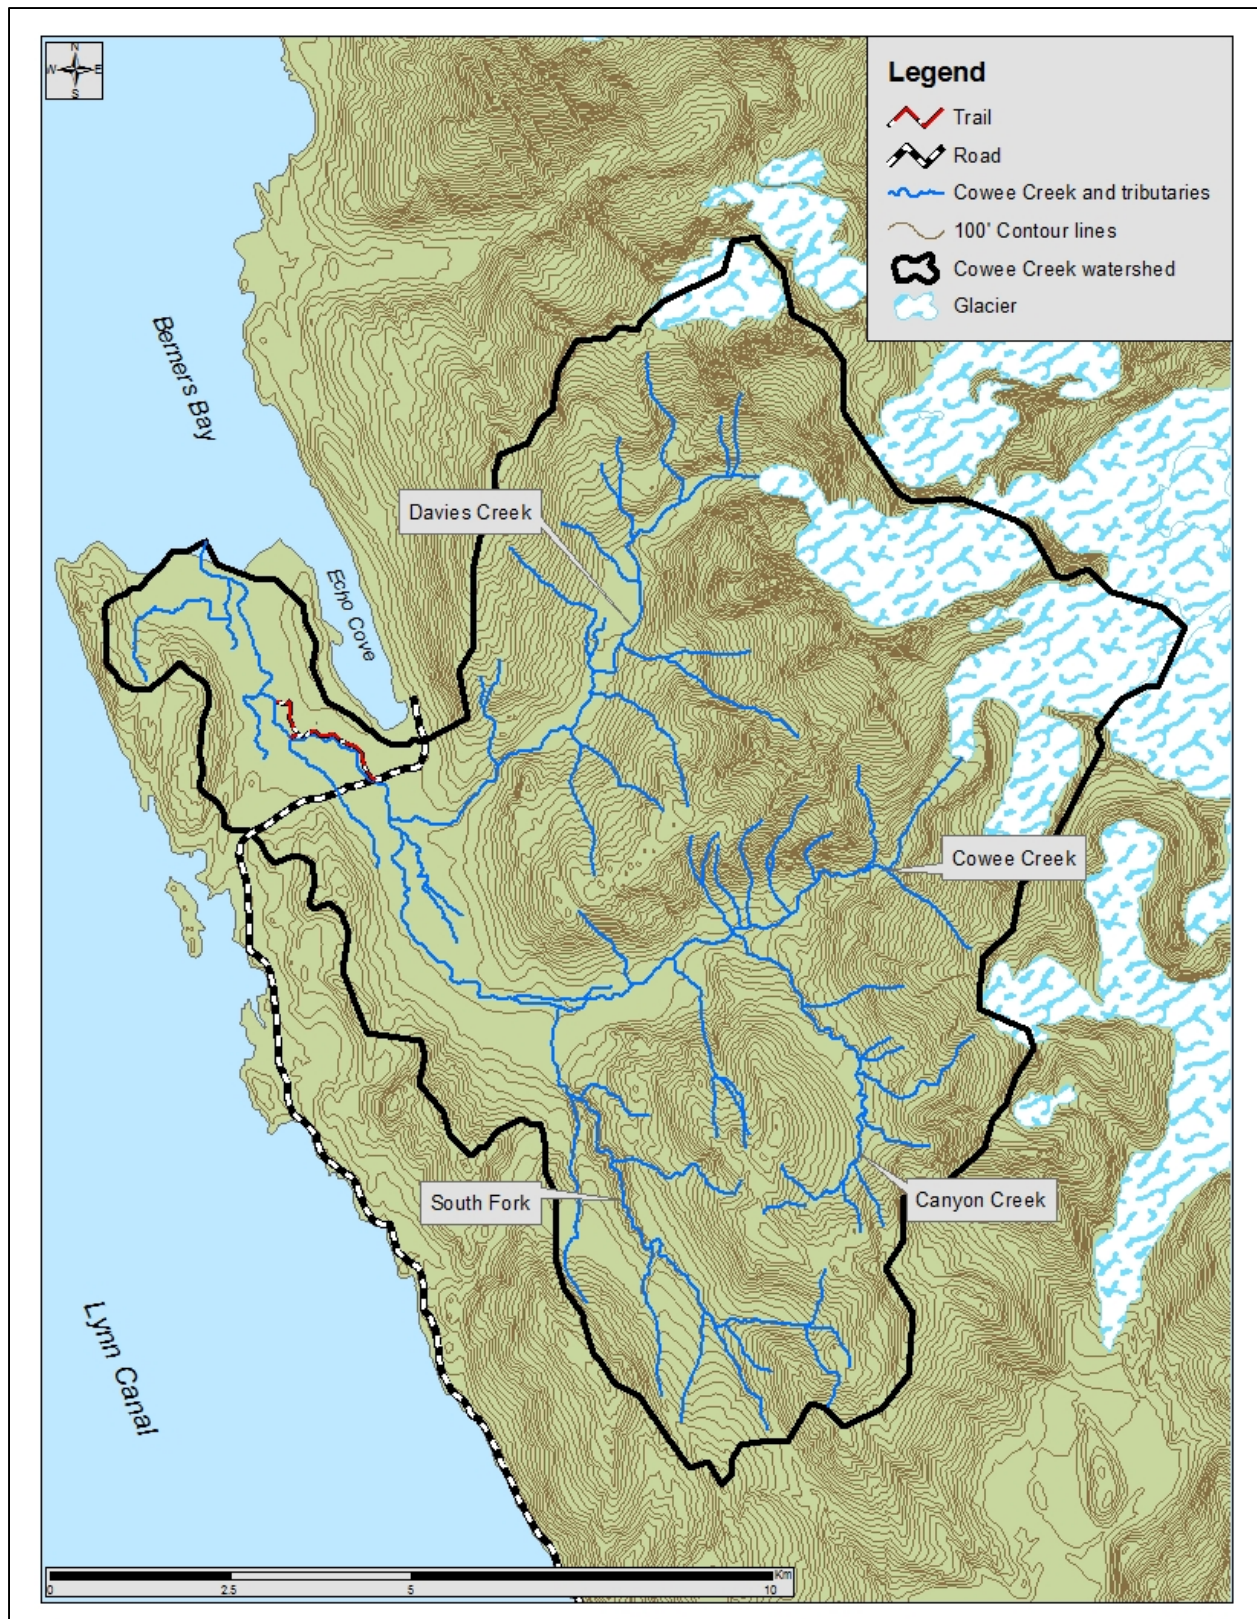 N
W E
S
Legend
Trail
Road
Cowee Creek and tributaries
100' Contour lines
Cowee Creek watershed
Glacier
Berners Bay
Davies Creek
Echo Cove
Cowee Creek
Canyon Creek
South Fork
Lynn Canal
Km
0 2.5 5 10